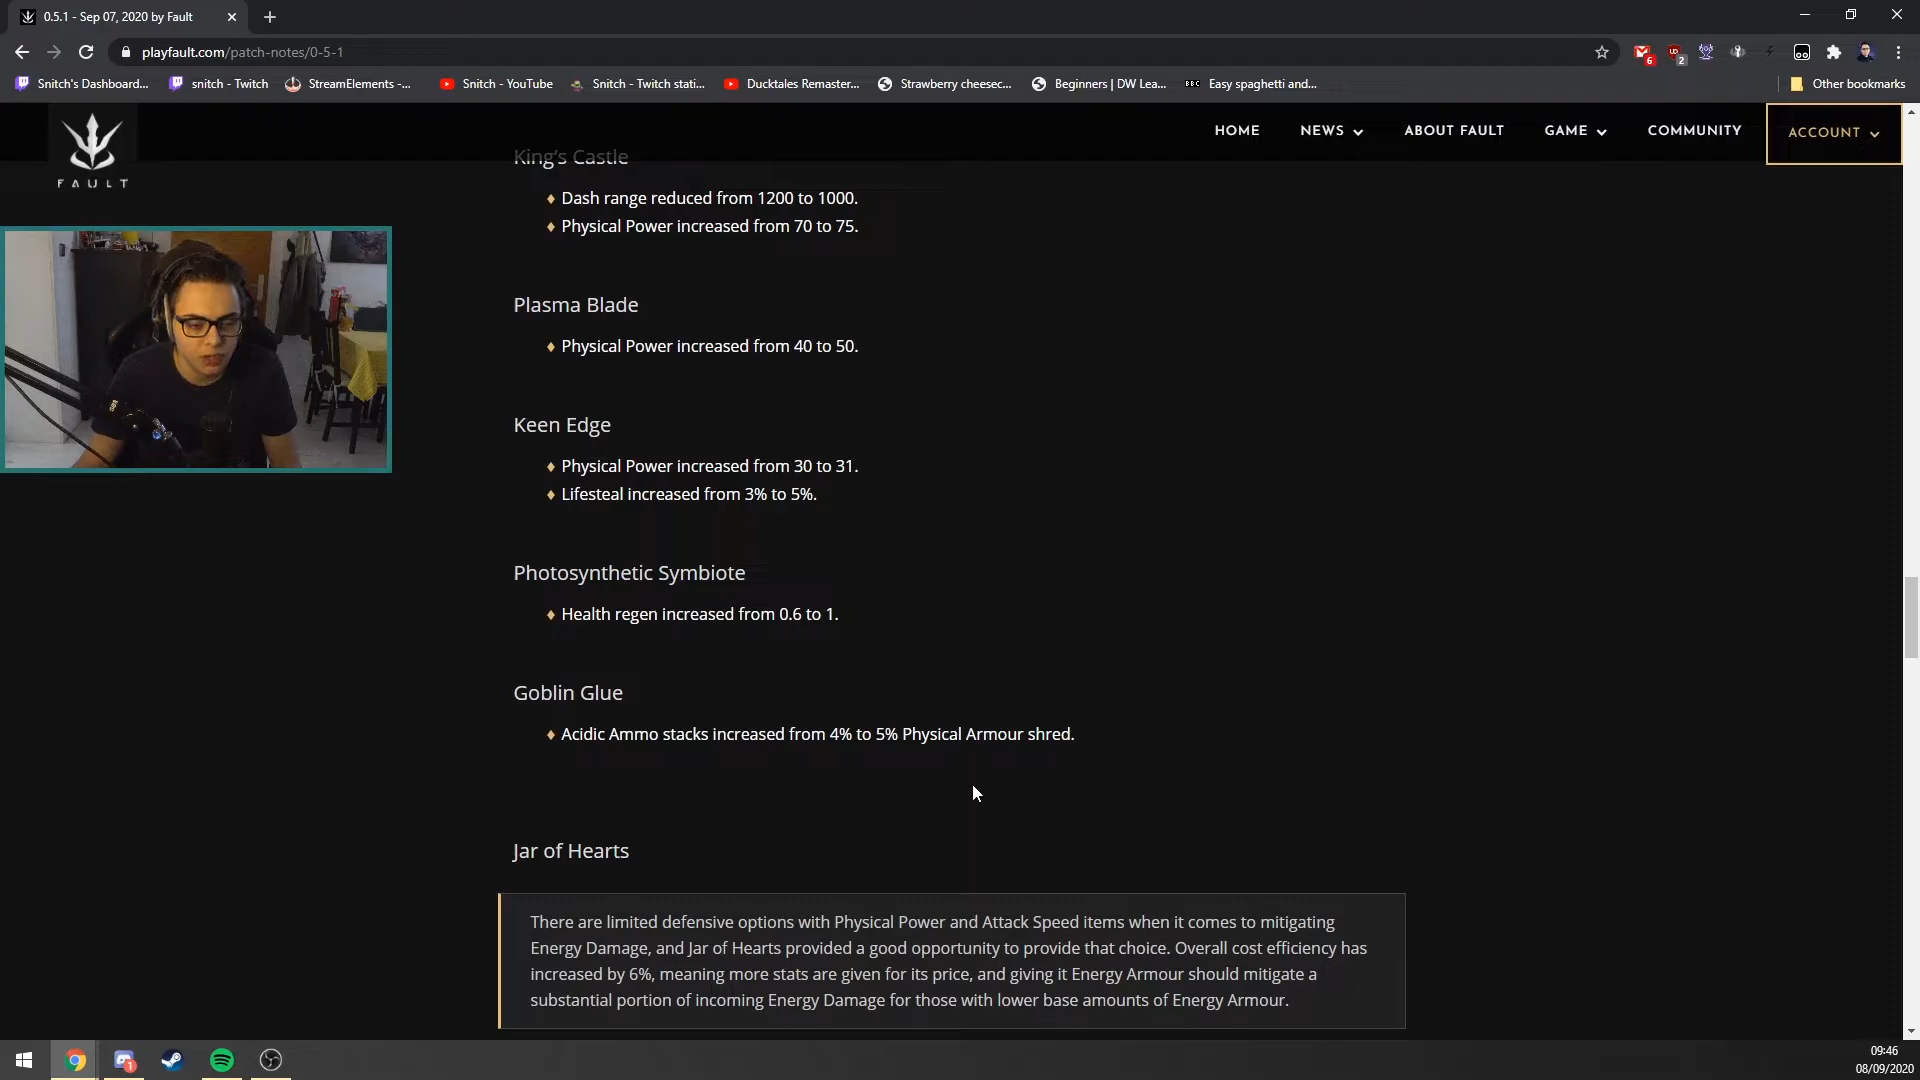 0.5.1 - Sep 07, 2020 by Fault
playfault.com/patch-notes/0-5-1
6
2
Snitch's Dashboard...
snitch - Twitch
StreamElements -...
Snitch - YouTube
Snitch - Twitch stati...
Ducktales Remaster...
Strawberry cheesec...
Beginners | DW Lea...
BBC
Easy spaghetti and...
Other bookmarks
FAULT
HOME
NEWS
ABOUT FAULT
GAME
COMMUNITY
ACCOUNT
King's Castle
Dash range reduced from 1200 to 1000.
Physical Power increased from 70 to 75.
Plasma Blade
Physical Power increased from 40 to 50.
Keen Edge
Physical Power increased from 30 to 31.
Lifesteal increased from 3% to 5%.
Photosynthetic Symbiote
Health regen increased from 0.6 to 1.
Goblin Glue
Acidic Ammo stacks increased from 4% to 5% Physical Armour shred.
Jar of Hearts
There are limited defensive options with Physical Power and Attack Speed items when it comes to mitigating
Energy Damage, and Jar of Hearts provided a good opportunity to provide that choice. Overall cost efficiency has
increased by 6%, meaning more stats are given for its price, and giving it Energy Armour should mitigate a
substantial portion of incoming Energy Damage for those with lower base amounts of Energy Armour.
1
09:46
08/09/2020